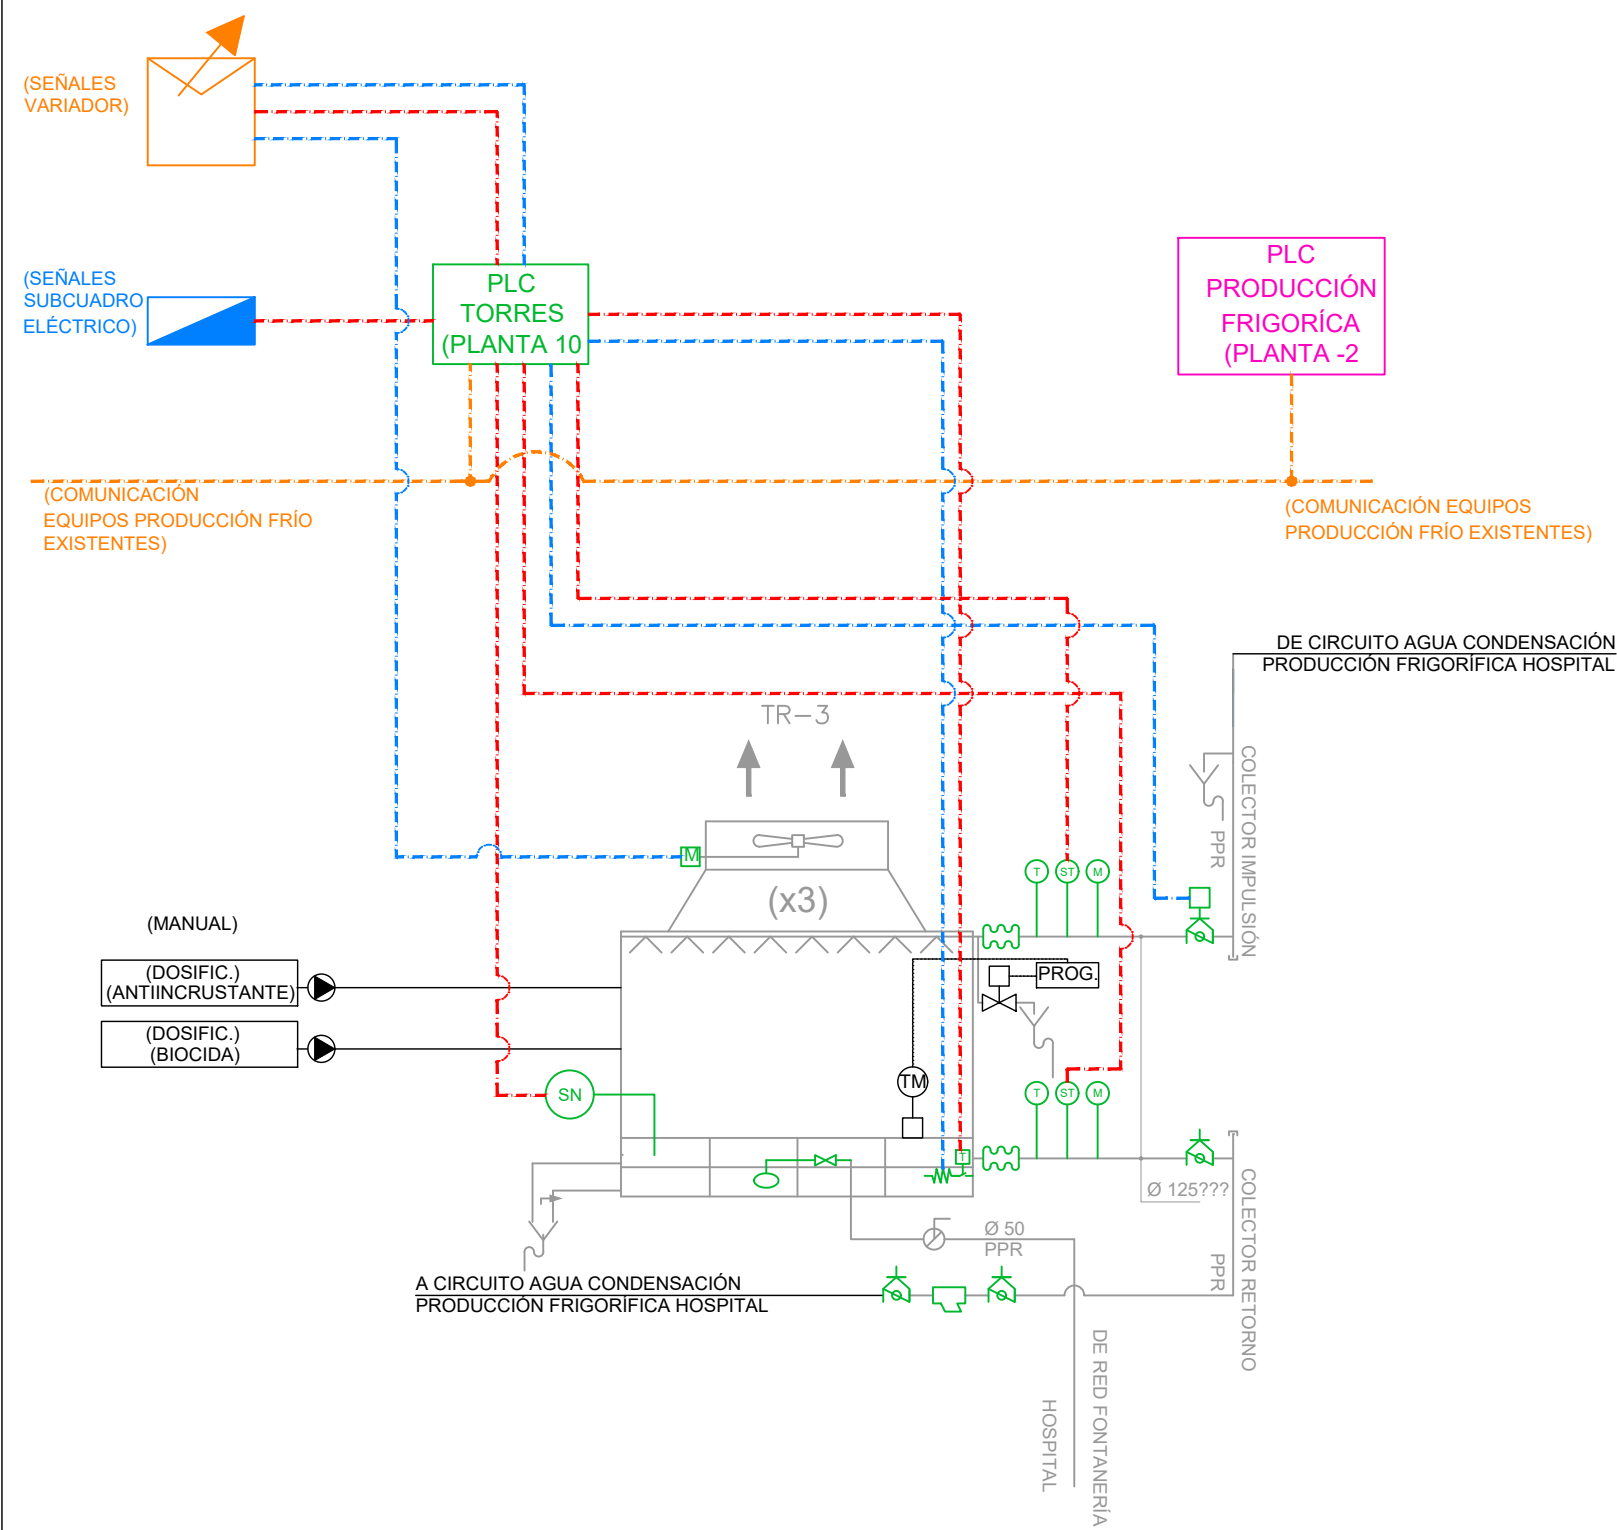 (SEÑALES
VARIADOR)
(SEÑALES
SUBCUADRO
ELÉCTRICO)
PLC
TORRES
(PLANTA 10
PLC
PRODUCCIÓN
FRIGORÍCA
(PLANTA -2
(COMUNICACIÓN
EQUIPOS PRODUCCIÓN FRÍO
EXISTENTES)
(COMUNICACIÓN EQUIPOS
PRODUCCIÓN FRÍO EXISTENTES)
DE CIRCUITO AGUA CONDENSACIÓN
PRODUCCIÓN FRIGORÍFICA HOSPITAL
TR-3
COLECTOR IMPULSIÓN
PPR
M
(x3)
T
ST
M
(MANUAL)
(DOSIFIC.)
(ANTIINCRUSTANTE)
PROG.
(DOSIFIC.)
(BIOCIDA)
TM
SN
T
ST
M
T
Ø 125???
COLECTOR RETORNO
PPR
Ø 50
PPR
A CIRCUITO AGUA CONDENSACIÓN
PRODUCCIÓN FRIGORÍFICA HOSPITAL
DE RED FONTANERÍA
HOSPITAL